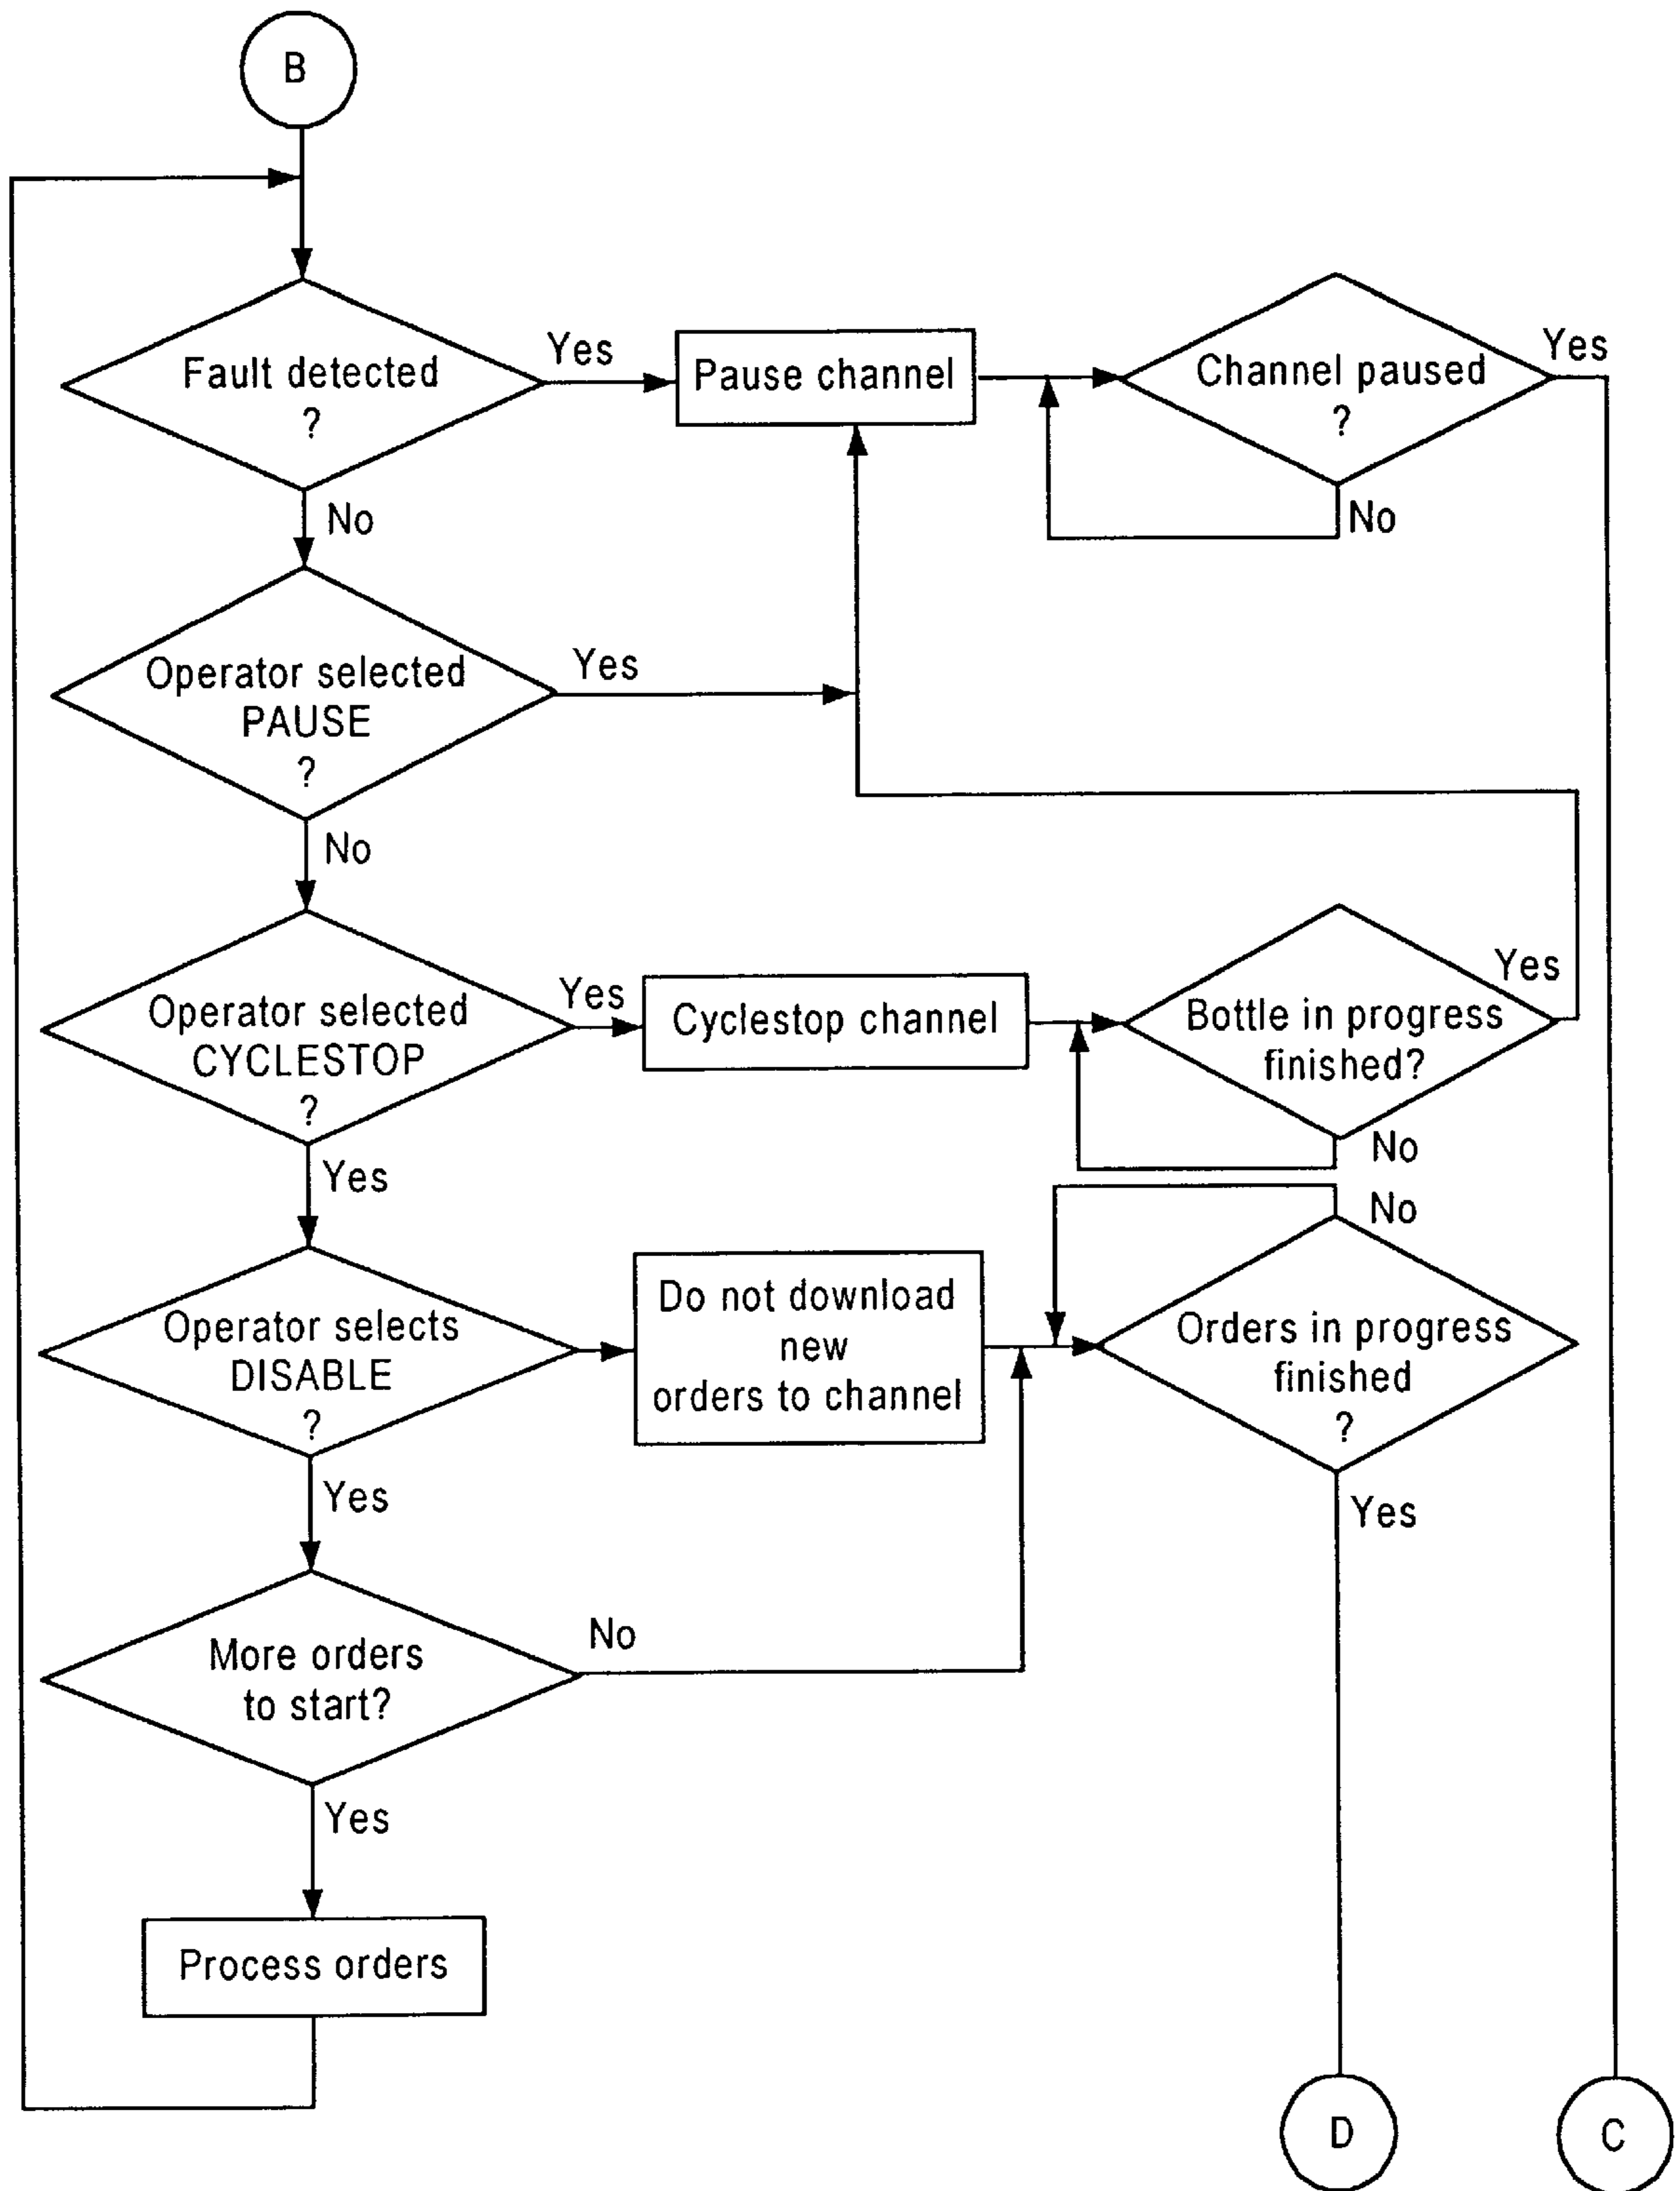 B
Fault detected
?
Yes
Pause channel
Channel paused
?
Yes
No
No
Operator selected
PAUSE
?
Yes
No
Operator selected
CYCLESTOP
?
Yes
Cyclestop channel
Bottle in progress
finished?
Yes
No
Yes
Operator selects
DISABLE
?
Do not download
new
orders to channel
No
Orders in progress
finished
?
Yes
Yes
More orders
to start?
No
Yes
Process orders
D
C